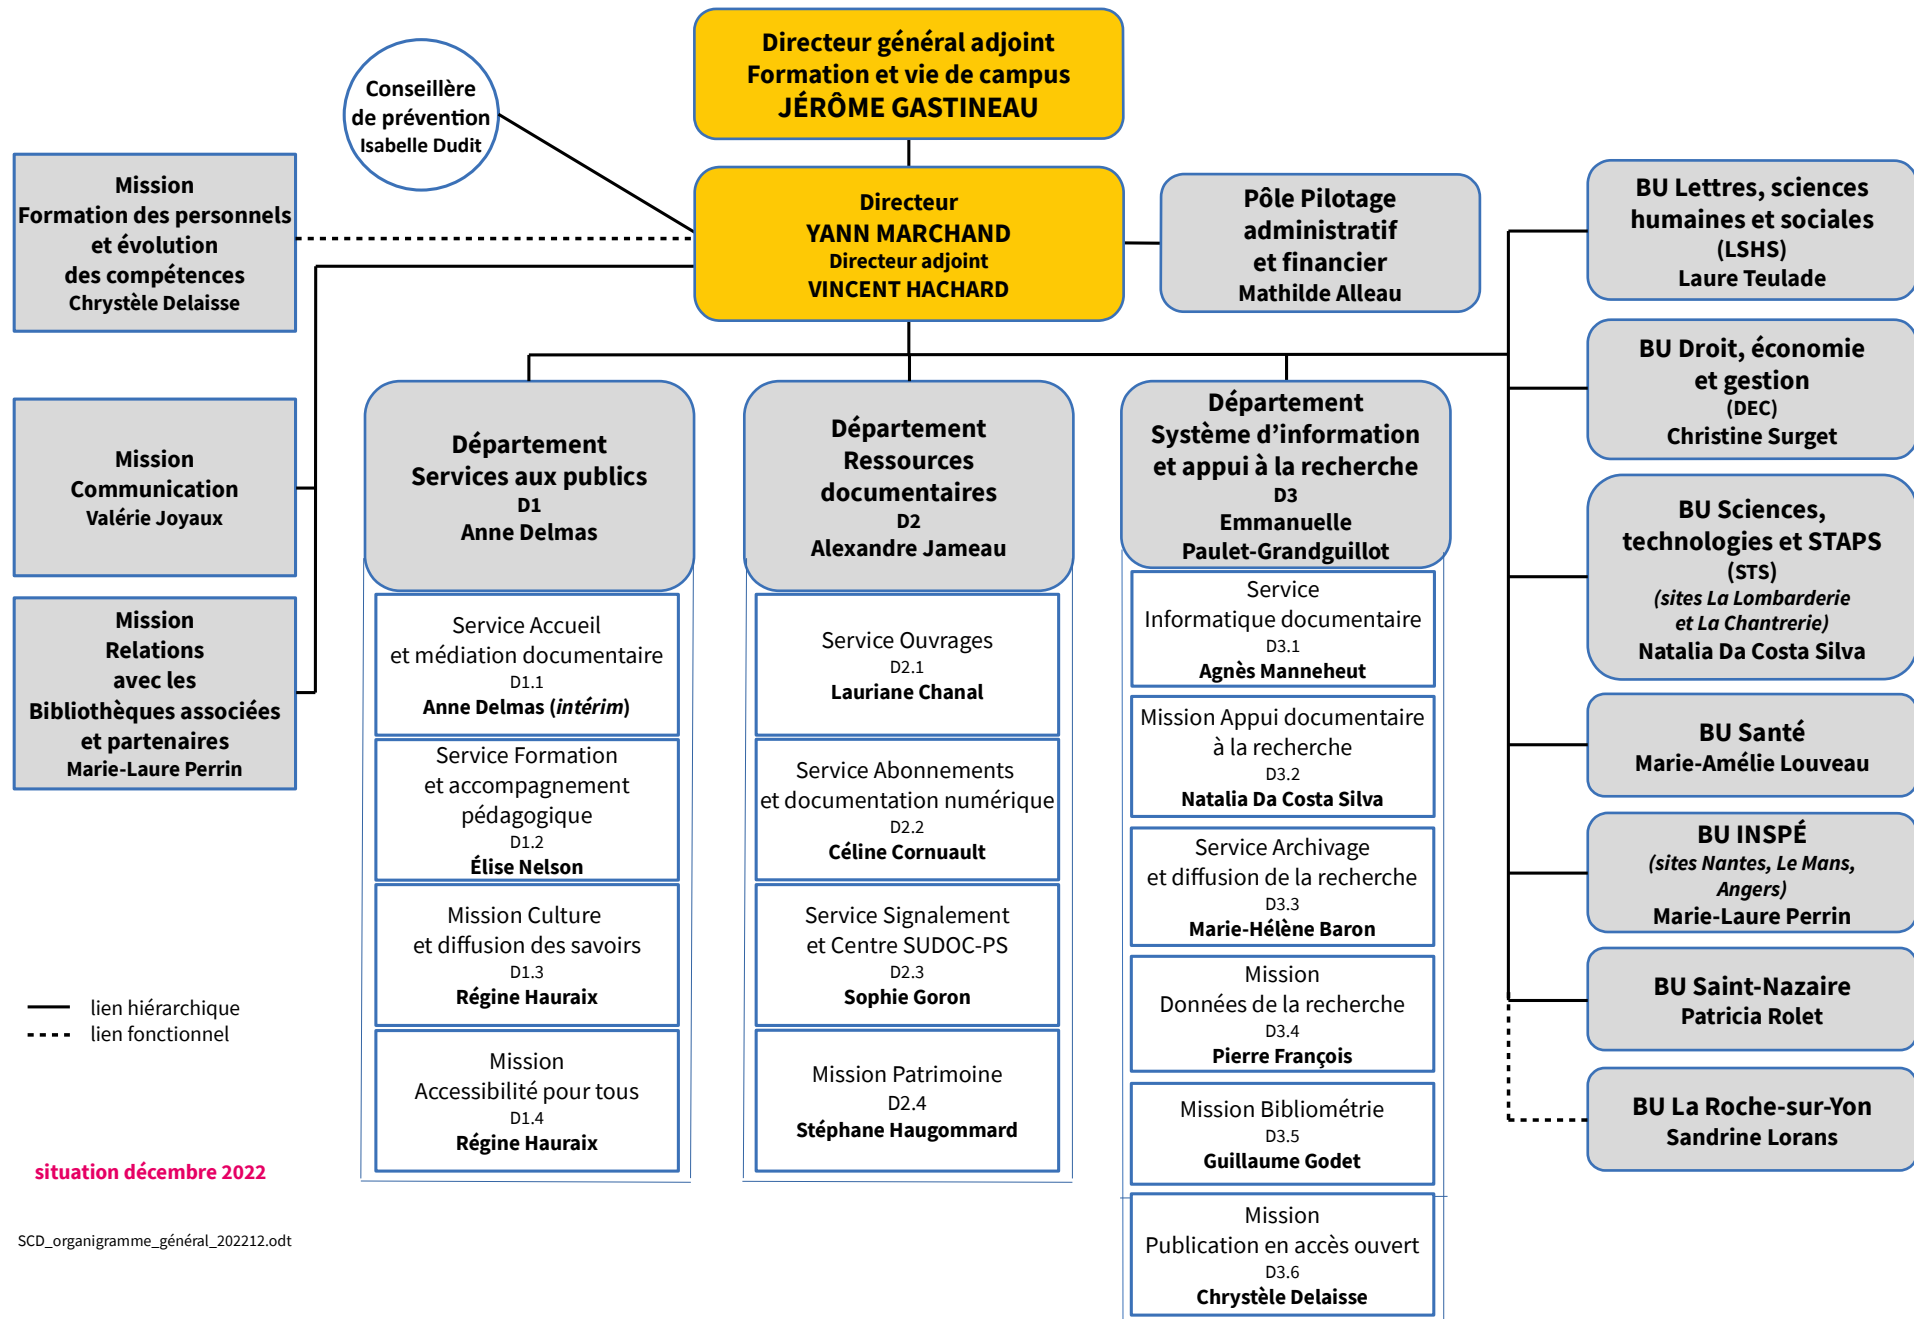 Directeur général adjoint
Formation et vie de campus
JÉRÔME GASTINEAU
Conseillère
de prévention
Isabelle Dudit
Mission
Formation des personnels
et évolution
des compétences
Chrystèle Delaisse
Directeur
YANN MARCHAND
Directeur adjoint
VINCENT HACHARD
Pôle Pilotage
administratif
et financier
Mathilde Alleau
Mission
Communication
Valérie Joyaux
Mission
Relations
avec les
Bibliothèques associées
et partenaires
Marie-Laure Perrin
Département
Services aux publics
D1
Anne Delmas
Service Accueil
et médiation documentaire
D1.1
Anne Delmas (intérim)
Service Formation
et accompagnement
pédagogique
D1.2
Élise Nelson
Mission Culture
et diffusion des savoirs
D1.3
Régine Hauraix
Mission
Accessibilité pour tous
D1.4
Régine Hauraix
Département
Ressources
documentaires
D2
Alexandre Jameau
Service Ouvrages
D2.1
Lauriane Chanal
Service Abonnements
et documentation numérique
D2.2
Céline Cornuault
Service Signalement
et Centre SUDOC-PS
D2.3
Sophie Goron
Mission Patrimoine
D2.4
Stéphane Haugommard
Département
Système d'information
et appui à la recherche
D3
Emmanuelle
Paulet-Grandguillot
Service
Informatique documentaire
D3.1
Agnès Manneheut
Mission Appui documentaire
à la recherche
D3.2
Natalia Da Costa Silva
Service Archivage
et diffusion de la recherche
D3.3
Marie-Hélène Baron
Mission
Données de la recherche
D3.4
Pierre François
Mission Bibliométrie
D3.5
Guillaume Godet
Mission
Publication en accès ouvert
D3.6
Chrystèle Delaisse
BU Lettres, sciences
humaines et sociales
(LSHS)
Laure Teulade
BU Droit, économie
et gestion
(DEC)
Christine Surget
BU Sciences,
technologies et STAPS
(STS)
(sites La Lombarderie
et La Chantrerie)
Natalia Da Costa Silva
BU Santé
Marie-Amélie Louveau
BU INSPÉ
(sites Nantes, Le Mans,
Angers)
Marie-Laure Perrin
BU Saint-Nazaire
Patricia Rolet
BU La Roche-sur-Yon
Sandrine Lorans
lien hiérarchique
lien fonctionnel
situation décembre 2022
SCD_organigramme_général_202212.odt